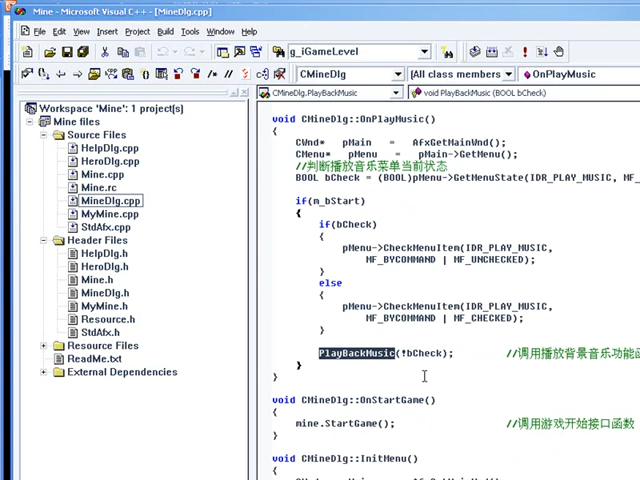 Mine - Microsoft Visual C++ - [MineDlg.cpp]
File Edit View Insert Project Build Tools Window Help
g_iGameLevel
CMineDlg [All class members OnPlayMusic
CMineDlg.PlayBackMusic void PlayBackMusic (BOOL bCheck)
Workspace 'Mine': 1 project(s)
Mine files
Source Files
HelpDlg.cpp
HeroDlg.cpp
Mine.cpp
Mine.rc
MineDlg.cpp
MyMine.cpp
StdAfx.cpp
Header Files
HelpDlg.h
HeroDlg.h
Mine.h
MineDlg.h
MyMine.h
Resource.h
StdAfx.h
Resource Files
ReadMe.txt
External Dependencies
void CMineDlg::OnPlayMusic()
{
CWnd* pMain = AfxGetMainWnd();
CMenu* pMenu = pMain->GetMenu();
//判断播放音乐菜单当前状态
BOOL bCheck = (BOOL)pMenu->GetMenuState(IDR_PLAY_MUSIC, MF_
if(m_bStart)
{
if(bCheck)
{
pMenu->CheckMenuItem(IDR_PLAY_MUSIC,
MF_BYCOMMAND | MF_UNCHECKED);
}
else
{
pMenu->CheckMenuItem(IDR_PLAY_MUSIC,
MF_BYCOMMAND | MF_CHECKED);
}
PlayBackMusic(!bCheck); //调用播放背景音乐功能函
}
}
void CMineDlg::OnStartGame()
{
mine.StartGame(); //调用游戏开始接口函数
}
void CMineDlg::InitMenu()
{